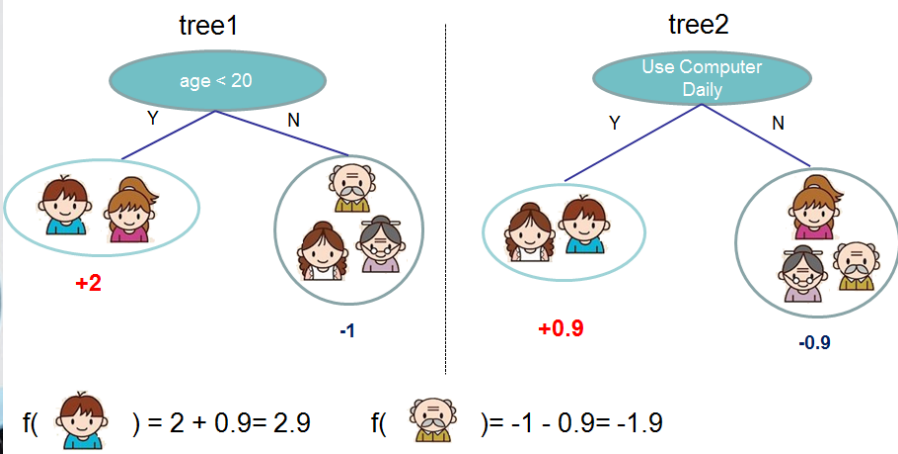 tree1
age < 20
Y
N
+2
-1
tree2
Use Computer
Daily
Y
N
+0.9
-0.9
f( ) = 2 + 0.9= 2.9
f( )= -1 - 0.9= -1.9